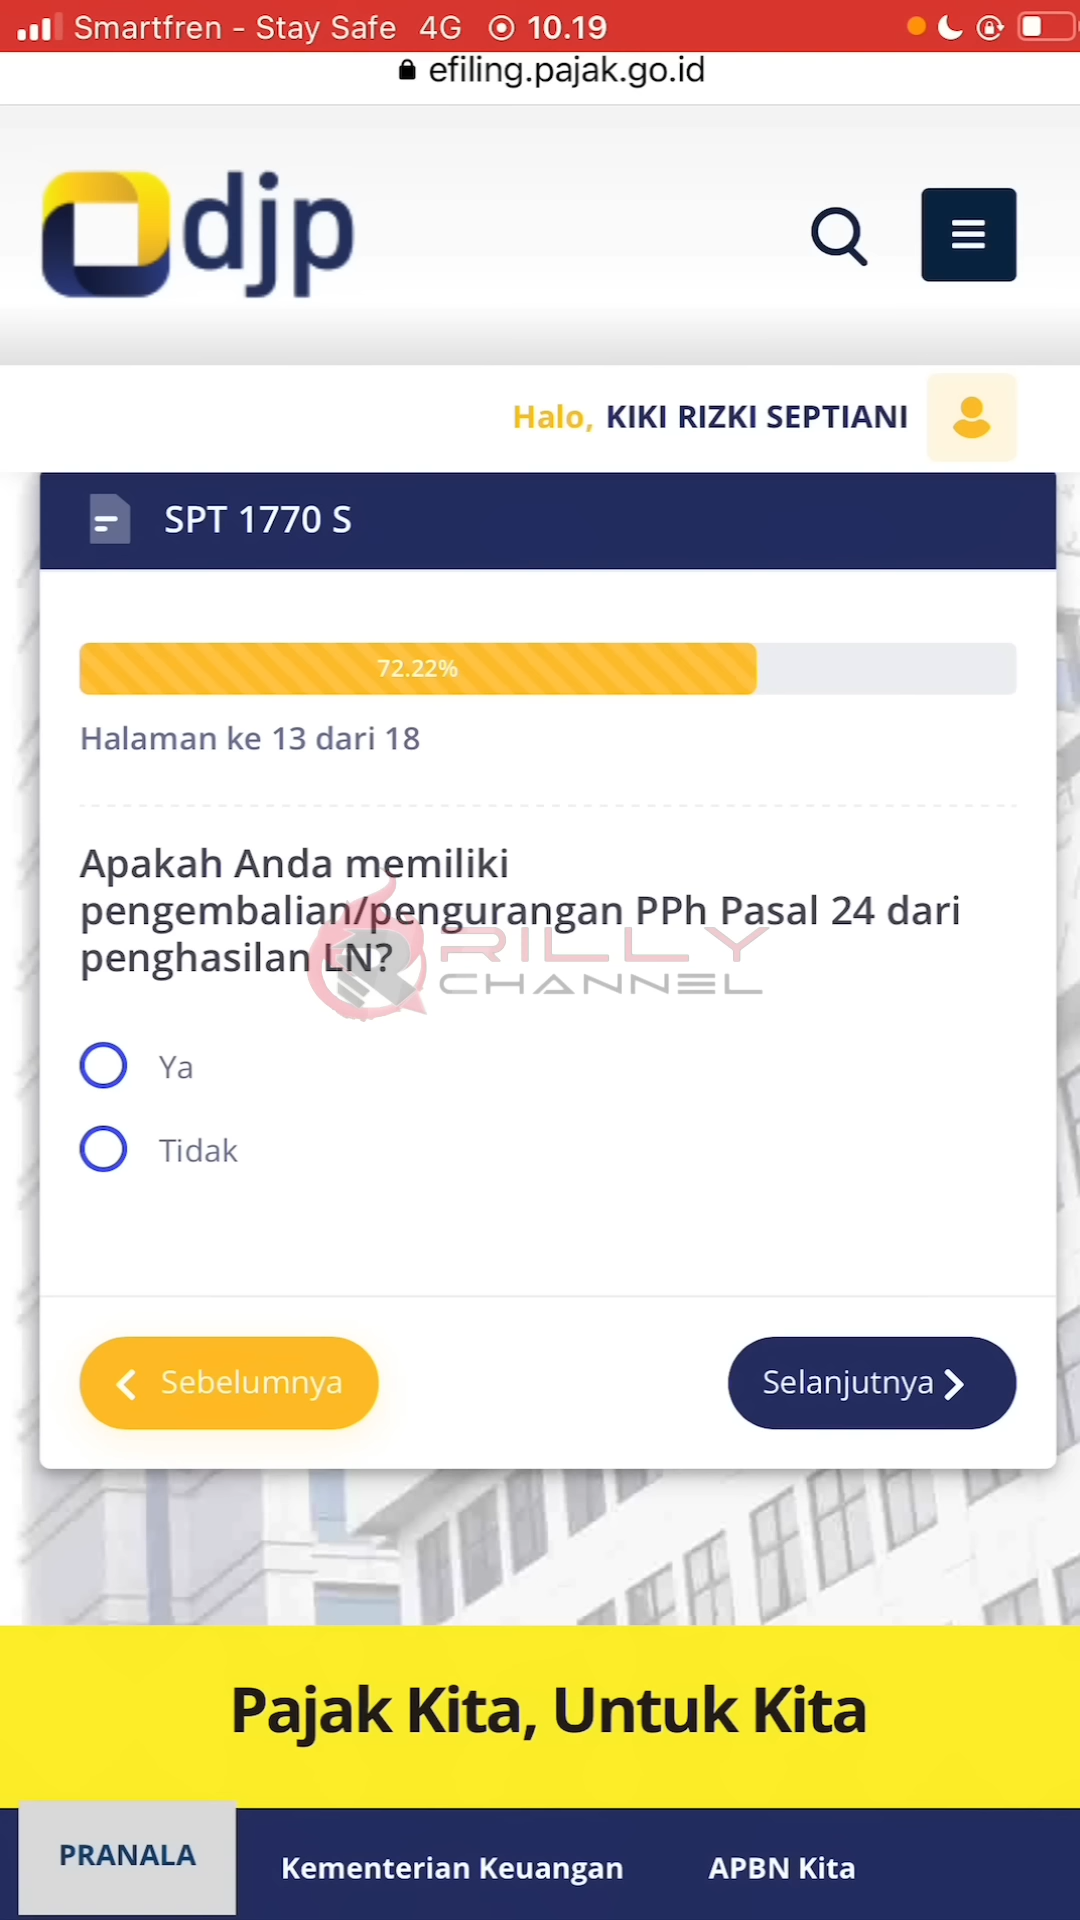 Smartfren - Stay Safe 4G 10.19
efiling.pajak.go.id
djp
Halo, KIKI RIZKI SEPTIANI
SPT 1770 S
72.22%
Halaman ke 13 dari 18
Apakah Anda memiliki
pengembalian/pengurangan PPh Pasal 24 dari
penghasilan LN?
RILLY
CHANNEL
Ya
Tidak
Sebelumnya
Selanjutnya
Pajak Kita, Untuk Kita
PRANALA
Kementerian Keuangan
APBN Kita